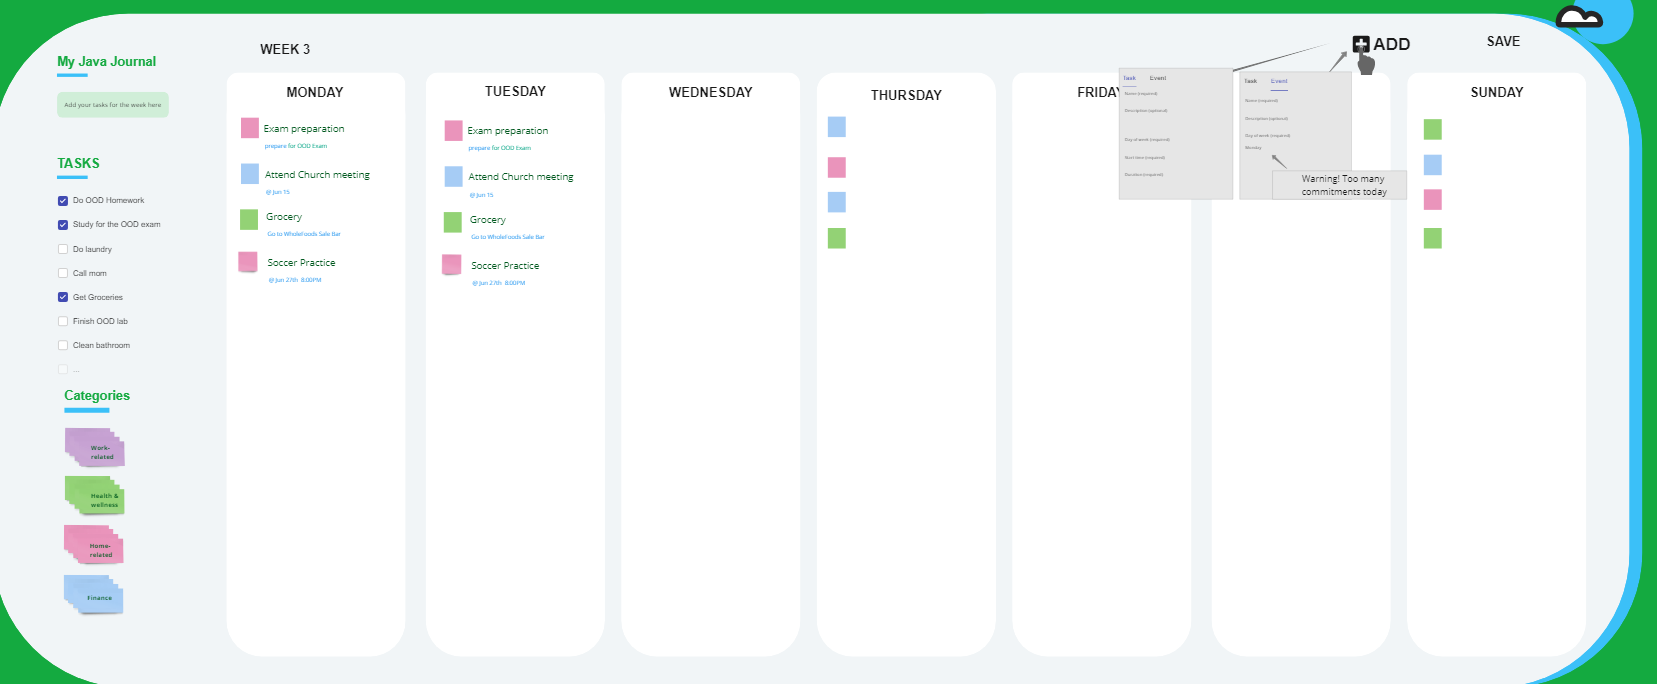 WEEK 3
ADD
SAVE
My Java Journal
Add your tasks for the week here
TASKS
Do OOD Homework
Study for the OOD exam
Do laundry
Call mom
Get Groceries
Finish OOD lab
Clean bathroom
...
Categories
Work-
related
Health &
wellness
Home-
related
Finance
MONDAY
Exam preparation
prepare for OOD Exam
Attend Church meeting
@ Jun 15
Grocery
Go to WholeFoods Sale Bar
Soccer Practice
@ Jun 27th 8:00PM
TUESDAY
Exam preparation
prepare for OOD Exam
Attend Church meeting
@ Jun 15
Grocery
Go to WholeFoods Sale Bar
Soccer Practice
@ Jun 27th 8:00PM
WEDNESDAY
THURSDAY
FRIDAY
Task Event
Name (required)
Description (optional)
Day of week (required)
Start time (required)
Duration (required)
Task Event
Name (required)
Description (optional)
Day of week (required)
Monday
Warning! Too many
commitments today
SUNDAY